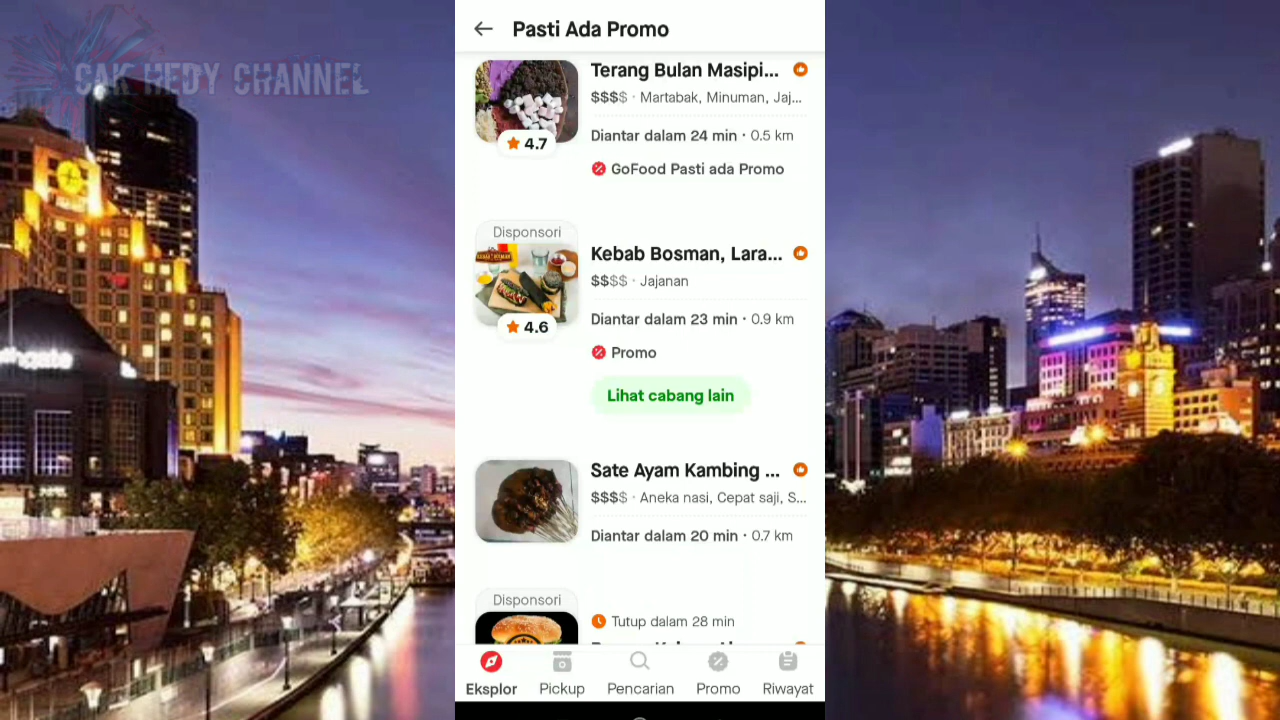 CAK HEDY CHANNEL
Pasti Ada Promo
Terang Bulan Masipi...
$$$$ · Martabak, Minuman, Jaj...
4.7
Diantar dalam 24 min · 0.5 km
GoFood Pasti ada Promo
Disponsori
Kebab Bosman, Lara...
$$$$ · Jajanan
4.6
Diantar dalam 23 min · 0.9 km
Promo
Lihat cabang lain
Sate Ayam Kambing ...
$$$$ · Aneka nasi, Cepat saji, S...
Diantar dalam 20 min · 0.7 km
Disponsori
Tutup dalam 28 min
Eksplor
Pickup
Pencarian
Promo
Riwayat